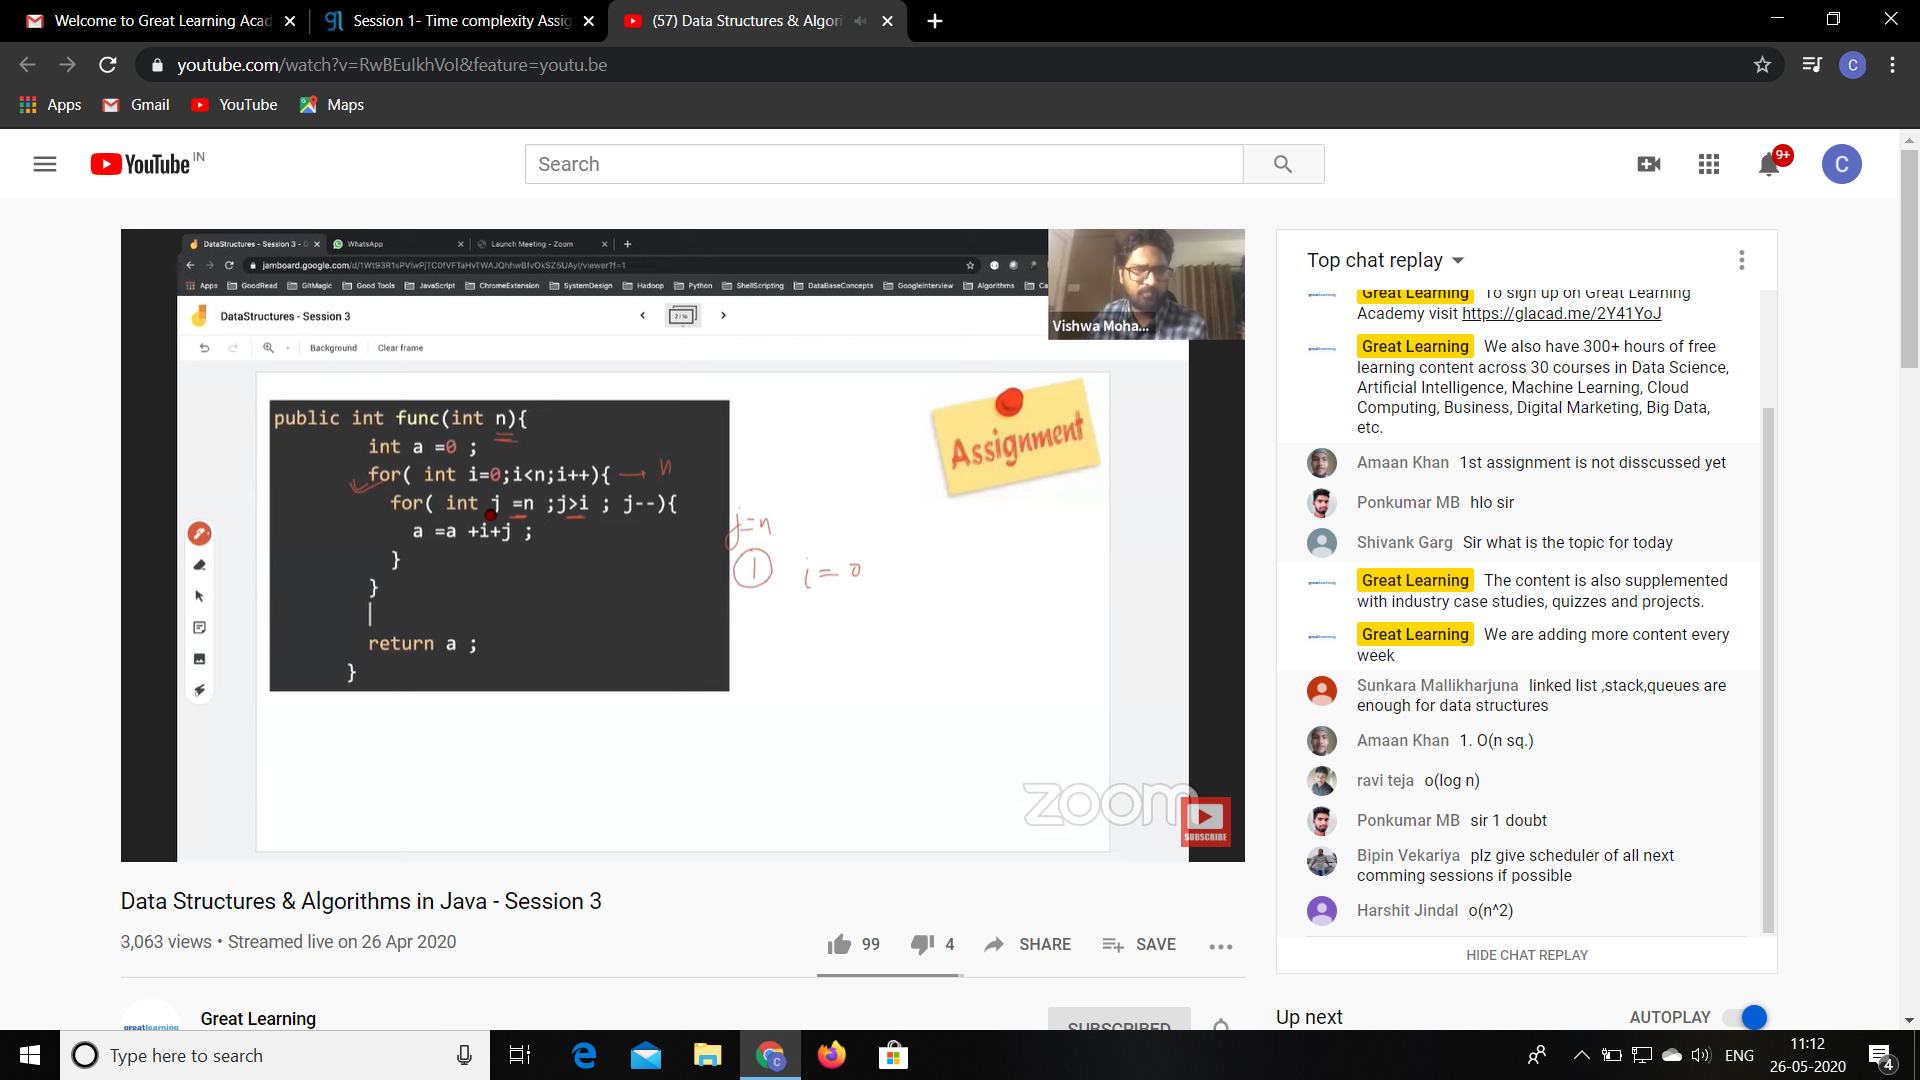 Welcome to Great Learning Acad
Session 1- Time complexity Assig
(57) Data Structures & Algori
youtube.com/watch?v=RwBEuIkhVoI&feature=youtu.be
C
Apps
Gmail
YouTube
Maps
YouTube IN
Search
9+
C
DataStructures - Session 3 - G
WhatsApp
Launch Meeting - Zoom
Apps
GoodRead
GitMagic
Good Tools
JavaScript
ChromeExtension
SystemDesign
Hadoop
Python
ShellScripting
DataBaseConcepts
GoogleInterview
Algorithms
Ca
DataStructures - Session 3
2/16
Background
Clear frame
Vishwa Moha...
public int func(int n){
int a =0 ;
for( int i=0;i<n;i++){
→ n
for( int j =n ;j>i ; j--){
a =a +i+j ;
}
}
return a ;
}
j=n
1 i = 0
Assignment
zoom
SUBSCRIBE
Data Structures & Algorithms in Java - Session 3
3,063 views • Streamed live on 26 Apr 2020
99
4
SHARE
SAVE
Great Learning
greatlearning
SUBSCRIBED
Top chat replay
Great Learning To sign up on Great Learning
Academy visit https://glacad.me/2Y41YoJ
Great Learning We also have 300+ hours of free
learning content across 30 courses in Data Science,
Artificial Intelligence, Machine Learning, Cloud
Computing, Business, Digital Marketing, Big Data,
etc.
Amaan Khan 1st assignment is not disscussed yet
Ponkumar MB hlo sir
Shivank Garg Sir what is the topic for today
Great Learning The content is also supplemented
with industry case studies, quizzes and projects.
Great Learning We are adding more content every
week
Sunkara Mallikharjuna linked list ,stack,queues are
enough for data structures
Amaan Khan 1. O(n sq.)
ravi teja o(log n)
Ponkumar MB sir 1 doubt
Bipin Vekariya plz give scheduler of all next
comming sessions if possible
Harshit Jindal o(n^2)
HIDE CHAT REPLAY
Up next
AUTOPLAY
Type here to search
ENG
11:12
26-05-2020
4